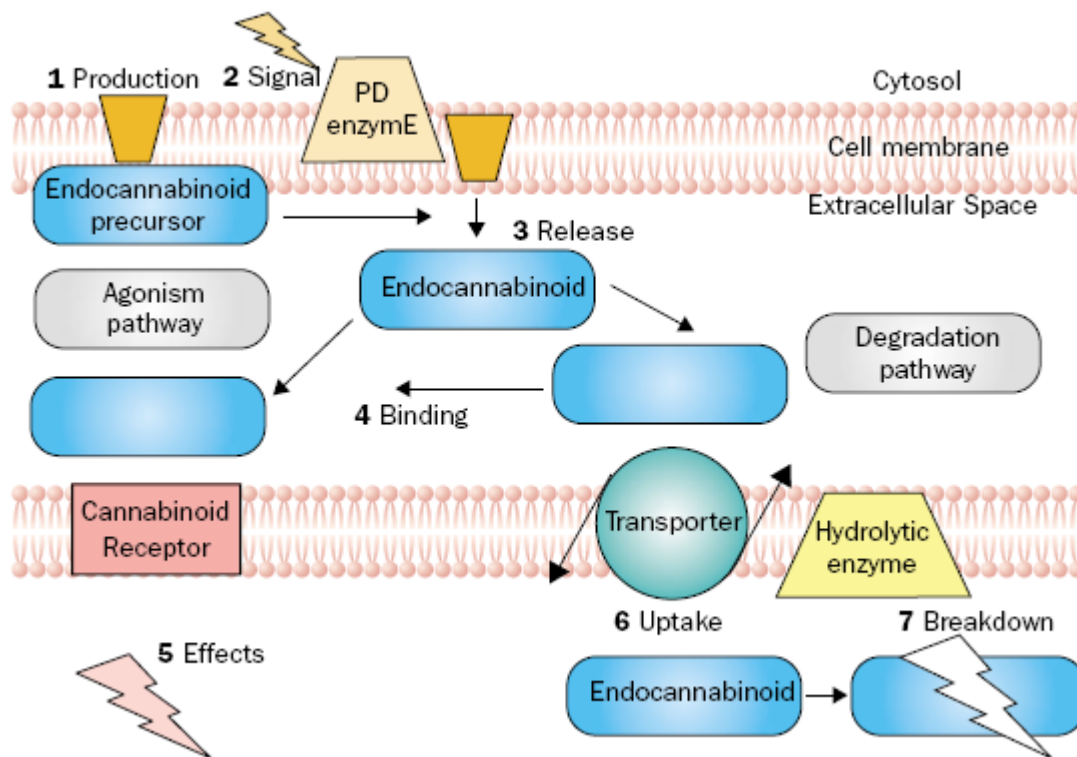 1 Production
2 Signal
PD
enzymE
Cytosol
Cell membrane
Extracellular Space
Endocannabinoid
precursor
3 Release
Endocannabinoid
Agonism
pathway
Degradation
pathway
4 Binding
Cannabinoid
Receptor
Transporter
Hydrolytic
enzyme
5 Effects
6 Uptake
7 Breakdown
Endocannabinoid